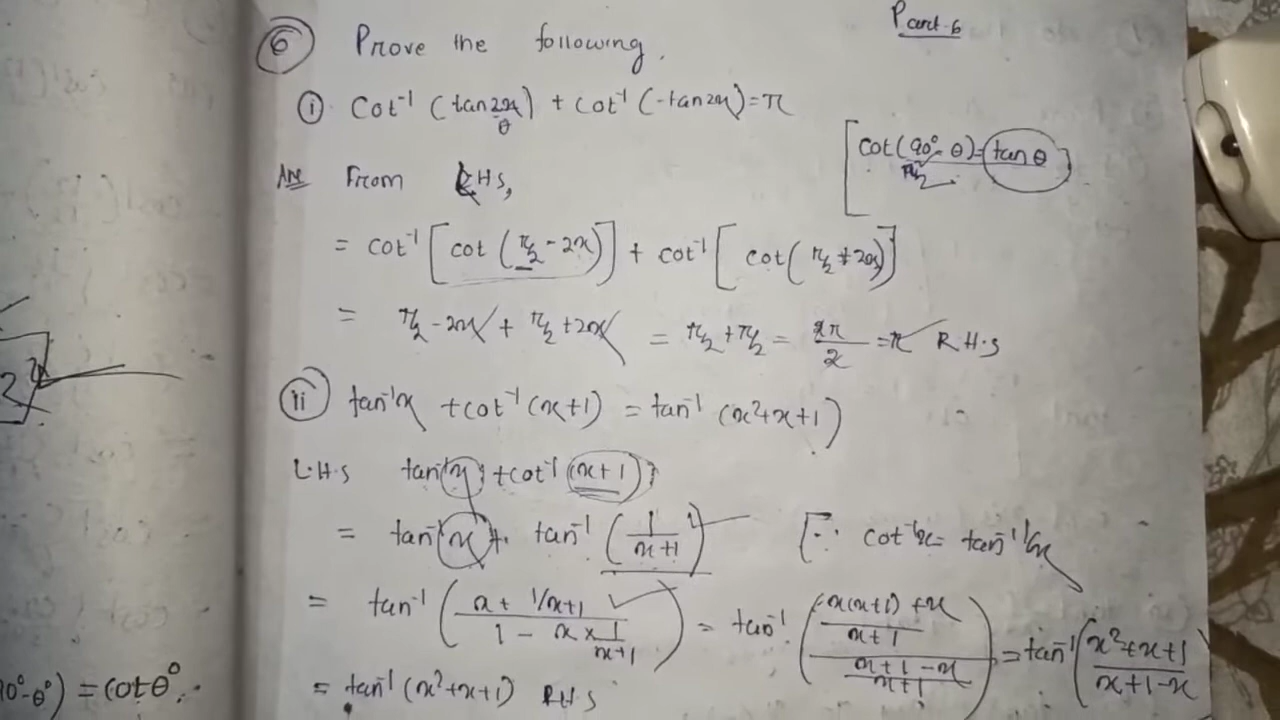 Part-6
6 Prove the following.
i Cot⁻¹ (tan2x) + cot⁻¹ (-tan2x) = π
θ
[cot(90°-θ) = tanθ]
π/2
Ans From LHS,
= cot⁻¹ [cot (π/2 - 2x)] + cot⁻¹ [cot (π/2 + 2x)]
= π/2 - 2x + π/2 + 2x = π/2 + π/2 = 2π/2 = π R.H.S
ii tan⁻¹x + cot⁻¹ (x+1) = tan⁻¹ (x²+x+1)
L.H.S tan⁻¹x + cot⁻¹ (x+1)
= tan⁻¹x + tan⁻¹ (1/x+1) [∵ cot⁻¹x = tan⁻¹ 1/x
= tan⁻¹ (x + 1/x+1 / 1 - x × 1/x+1) = tan⁻¹ (x(x+1) + x / x+1 / x+1-x / x+1) = tan⁻¹ (x²+x+1 / x+1-x)
= tan⁻¹ (x²+x+1) RHS
90°-θ°) = cotθ°.